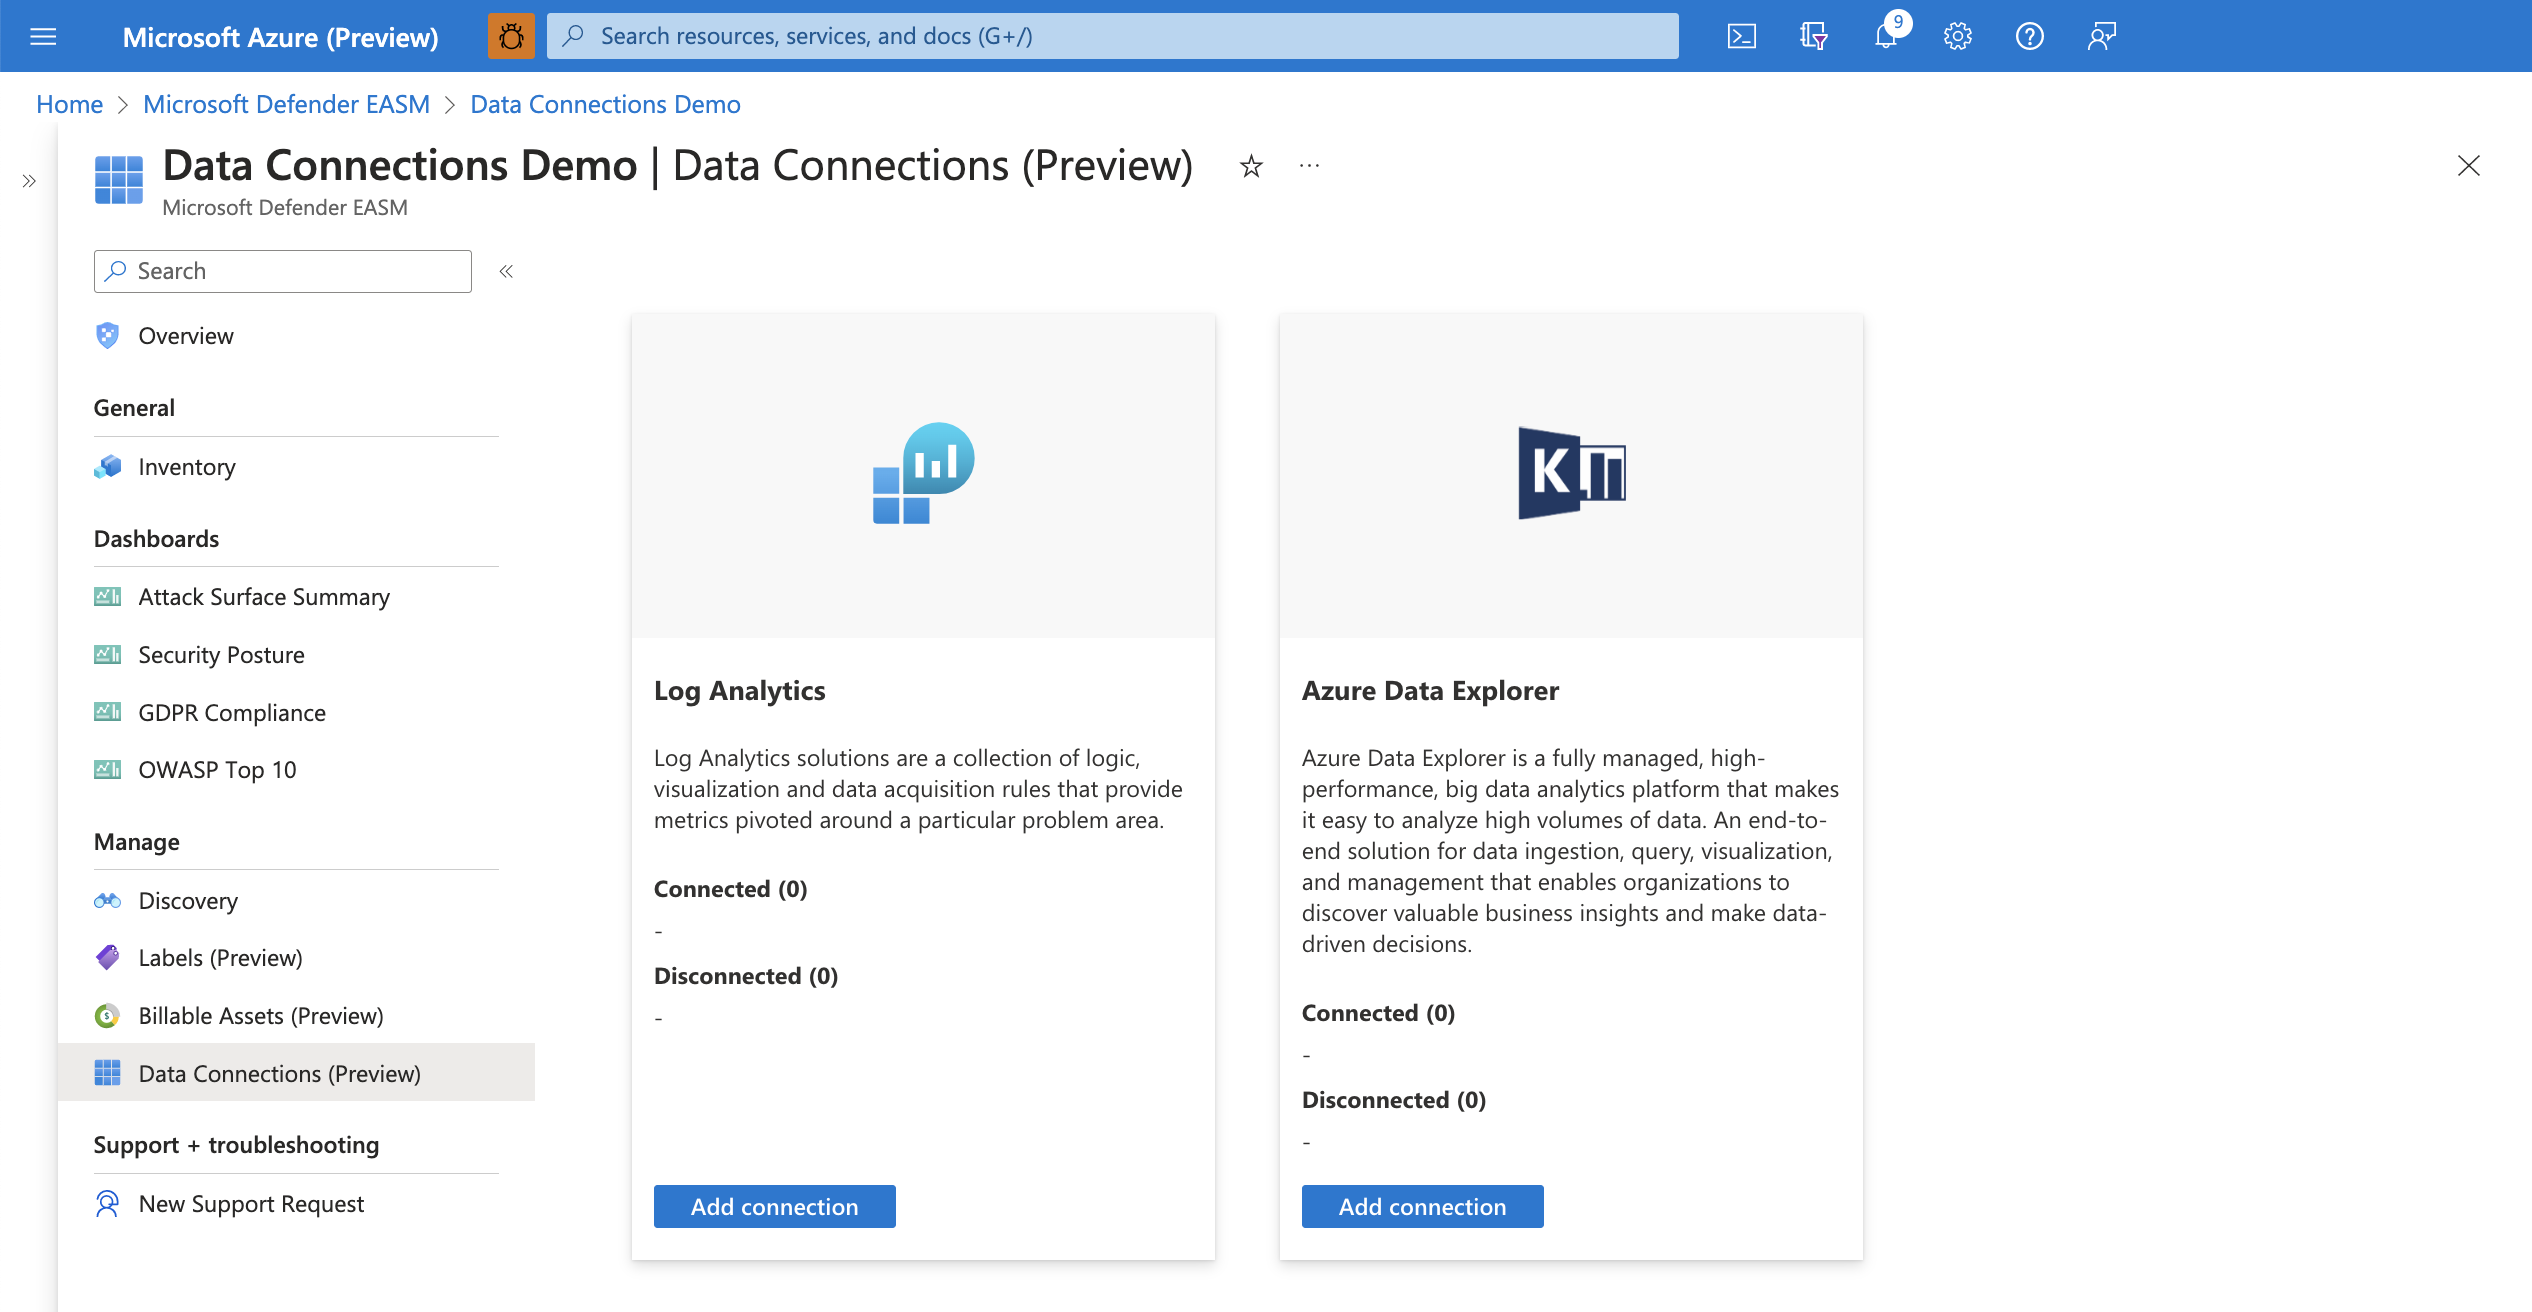 Microsoft Azure (Preview)
Search resources, services, and docs (G+/)
9
Home > Microsoft Defender EASM > Data Connections Demo
Data Connections Demo | Data Connections (Preview)
Microsoft Defender EASM
Search
Overview
General
Inventory
Dashboards
Attack Surface Summary
Security Posture
GDPR Compliance
OWASP Top 10
Manage
Discovery
Labels (Preview)
Billable Assets (Preview)
Data Connections (Preview)
Support + troubleshooting
New Support Request
Log Analytics
Log Analytics solutions are a collection of logic,
visualization and data acquisition rules that provide
metrics pivoted around a particular problem area.
Connected (0)
-
Disconnected (0)
-
Add connection
K
Azure Data Explorer
Azure Data Explorer is a fully managed, high-
performance, big data analytics platform that makes
it easy to analyze high volumes of data. An end-to-
end solution for data ingestion, query, visualization,
and management that enables organizations to
discover valuable business insights and make data-
driven decisions.
Connected (0)
-
Disconnected (0)
-
Add connection